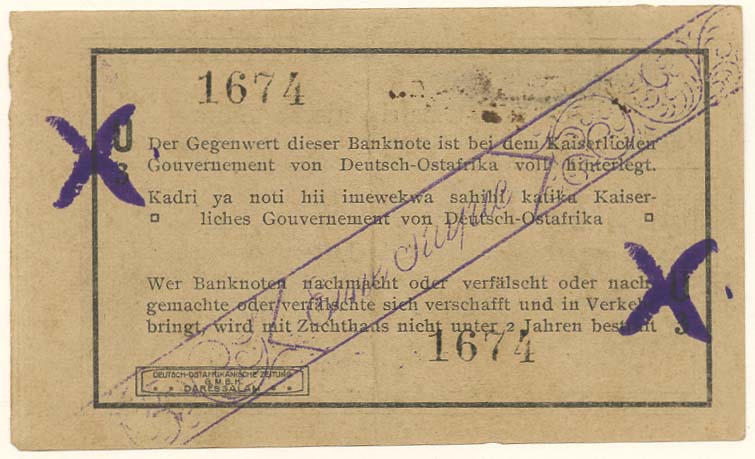 1674
U
Der Gegenwert dieser Banknote ist bei dem Kaiserlichen
Gouvernement von Deutsch-Ostafrika voll hinterlegt.
Kadri ya noti hii imewekwa sahihi katika Kaiser-
liches Gouvernement von Deutsch-Ostafrika
Eine Rupie
Wer Banknoten nachmacht oder verfälscht oder nach-
gemachte oder verfälschte sich verschafft und in Verkehr
bringt, wird mit Zuchthaus nicht unter 2 Jahren bestraft
U
3
1674
DEUTSCH-OSTAFRIKANISCHE ZEITUNG
G.M.B.H.
DARESSALAM